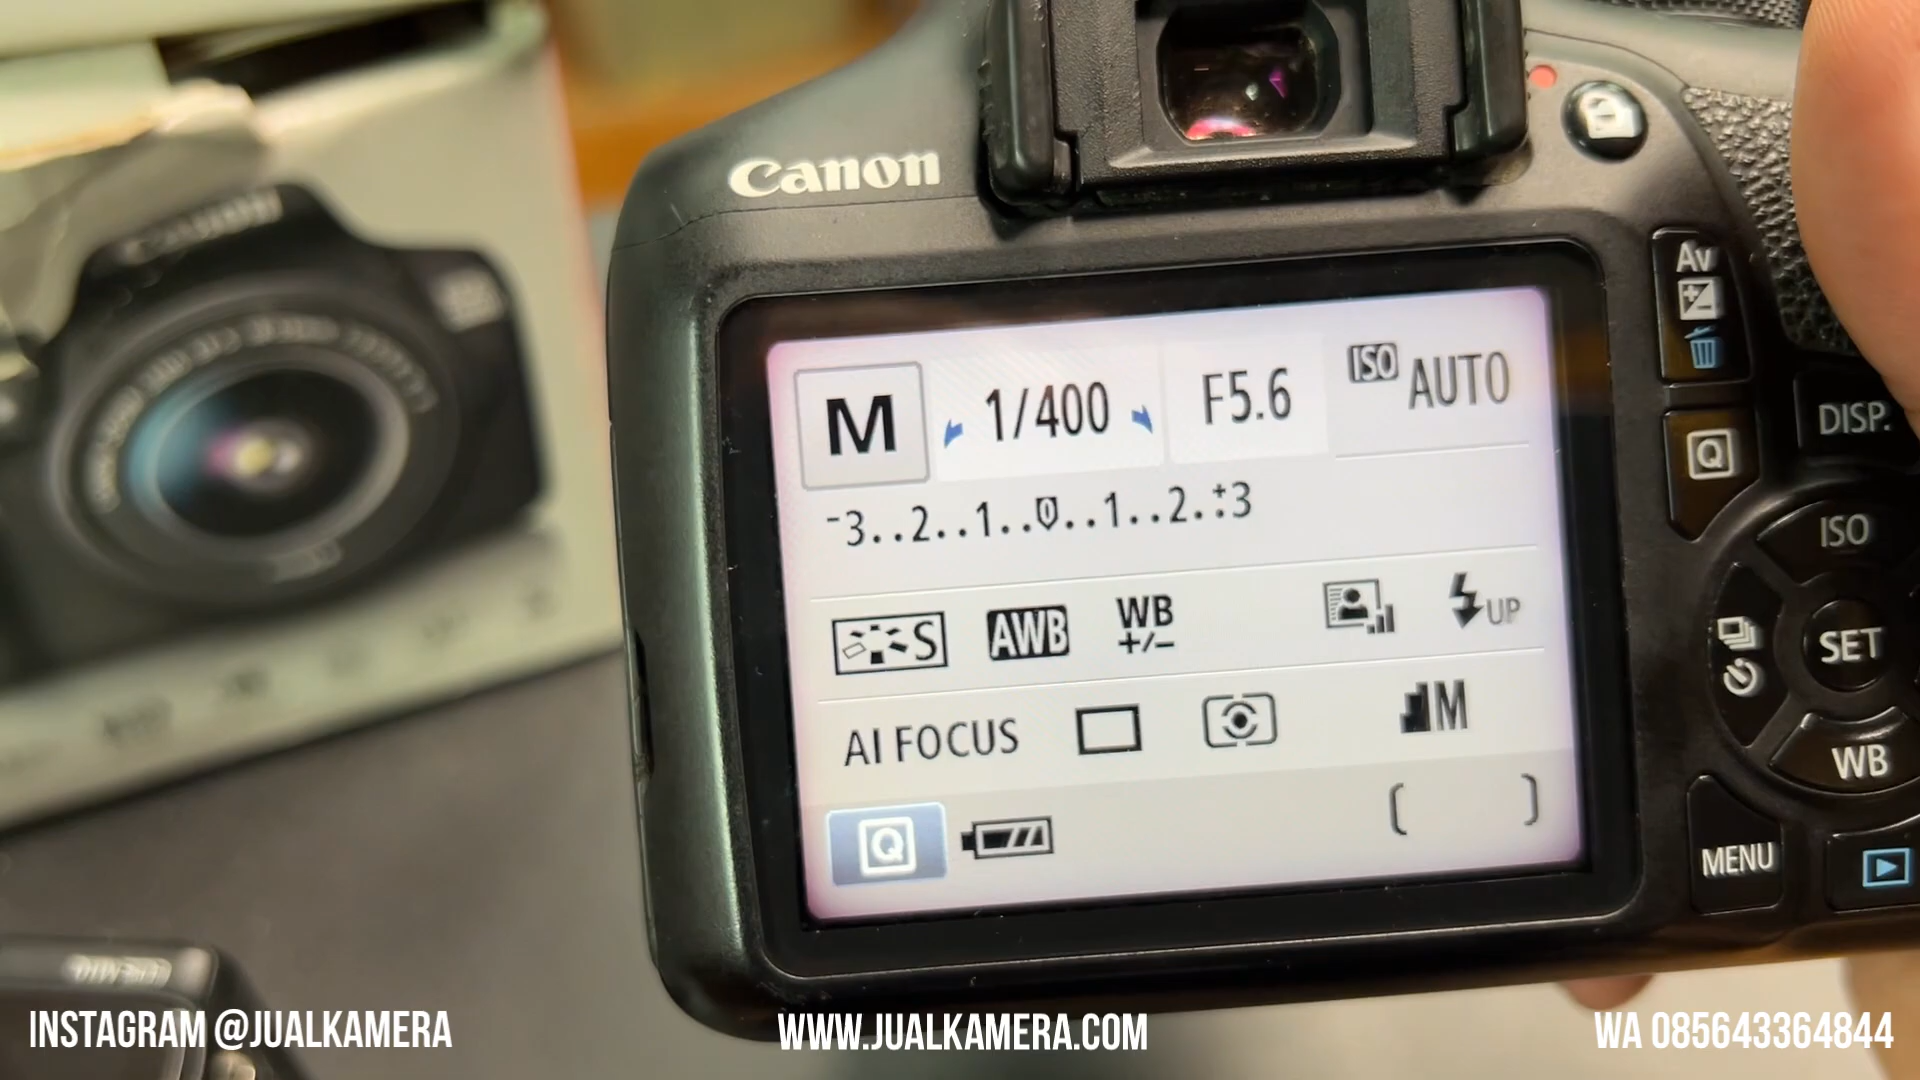 Canon
Av
DISP.
M 1/400 F5.6 ISO AUTO
Q
-3..2..1..0..1..2.:+3
ISO
S AWB WB +/- UP
SET
AI FOCUS M
WB
Q [ ]
MENU
INSTAGRAM @JUALKAMERA
WWW.JUALKAMERA.COM
WA 085643364844